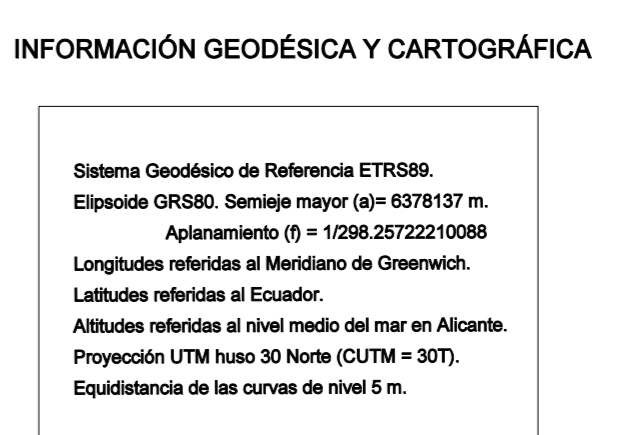 INFORMACIÓN GEODÉSICA Y CARTOGRÁFICA
Sistema Geodésico de Referencia ETRS89.
Elipsoide GRS80. Semieje mayor (a)= 6378137 m.
Aplanamiento (f) = 1/298.25722210088
Longitudes referidas al Meridiano de Greenwich.
Latitudes referidas al Ecuador.
Altitudes referidas al nivel medio del mar en Alicante.
Proyección UTM huso 30 Norte (CUTM = 30T).
Equidistancia de las curvas de nivel 5 m.